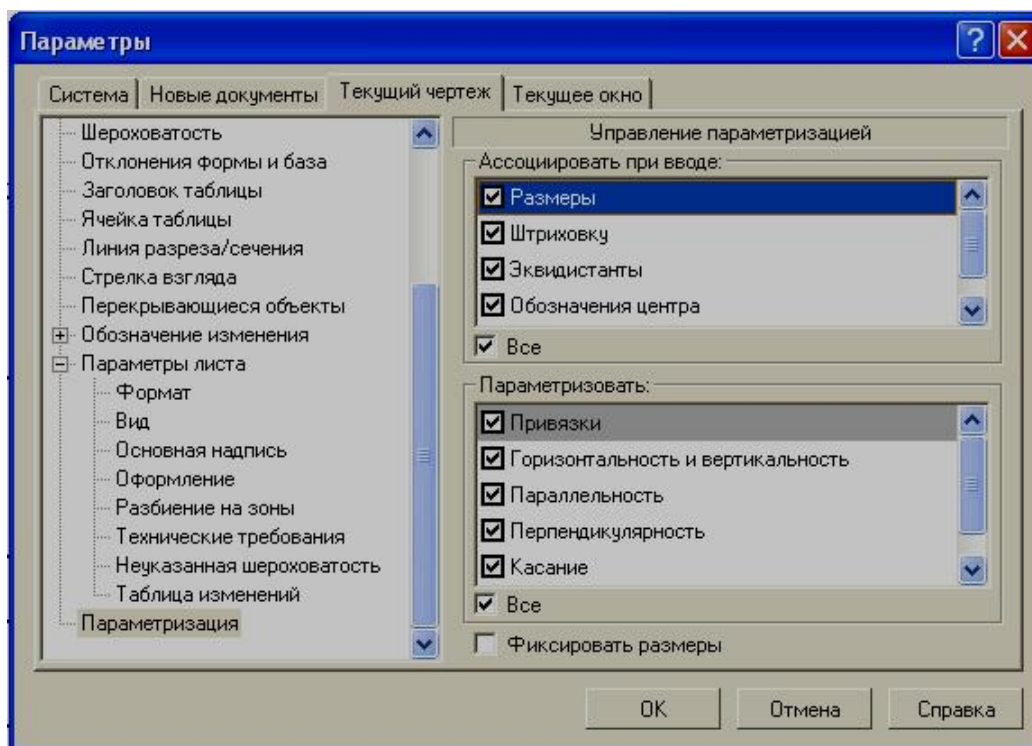 Параметры
Система
Новые документы
Текущий чертеж
Текущее окно
Шероховатость
Отклонения формы и база
Заголовок таблицы
Ячейка таблицы
Линия разреза/сечения
Стрелка взгляда
Перекрывающиеся объекты
Обозначение изменения
Параметры листа
Формат
Вид
Основная надпись
Оформление
Разбиение на зоны
Технические требования
Неуказанная шероховатость
Таблица изменений
Параметризация
Управление параметризацией
Ассоциировать при вводе:
Размеры
Штриховку
Эквидистанты
Обозначения центра
Все
Параметризовать:
Привязки
Горизонтальность и вертикальность
Параллельность
Перпендикулярность
Касание
Все
Фиксировать размеры
ОК
Отмена
Справка